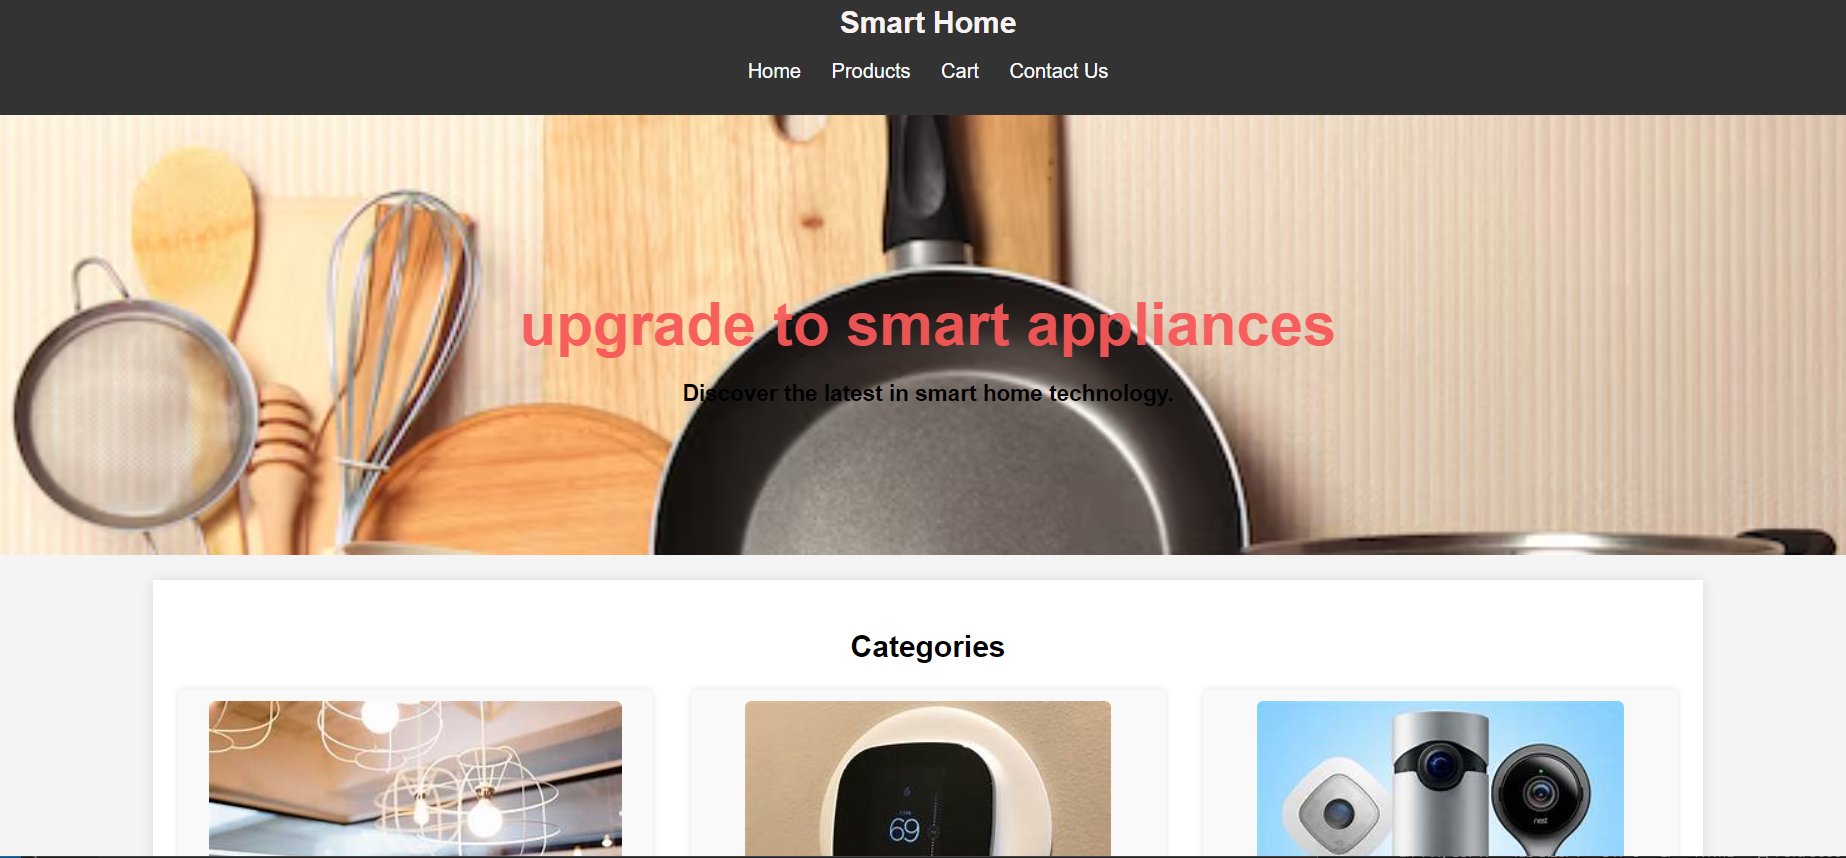 Smart Home
Home Products Cart Contact Us
upgrade to smart appliances
Discover the latest in smart home technology.
Categories
69
nest